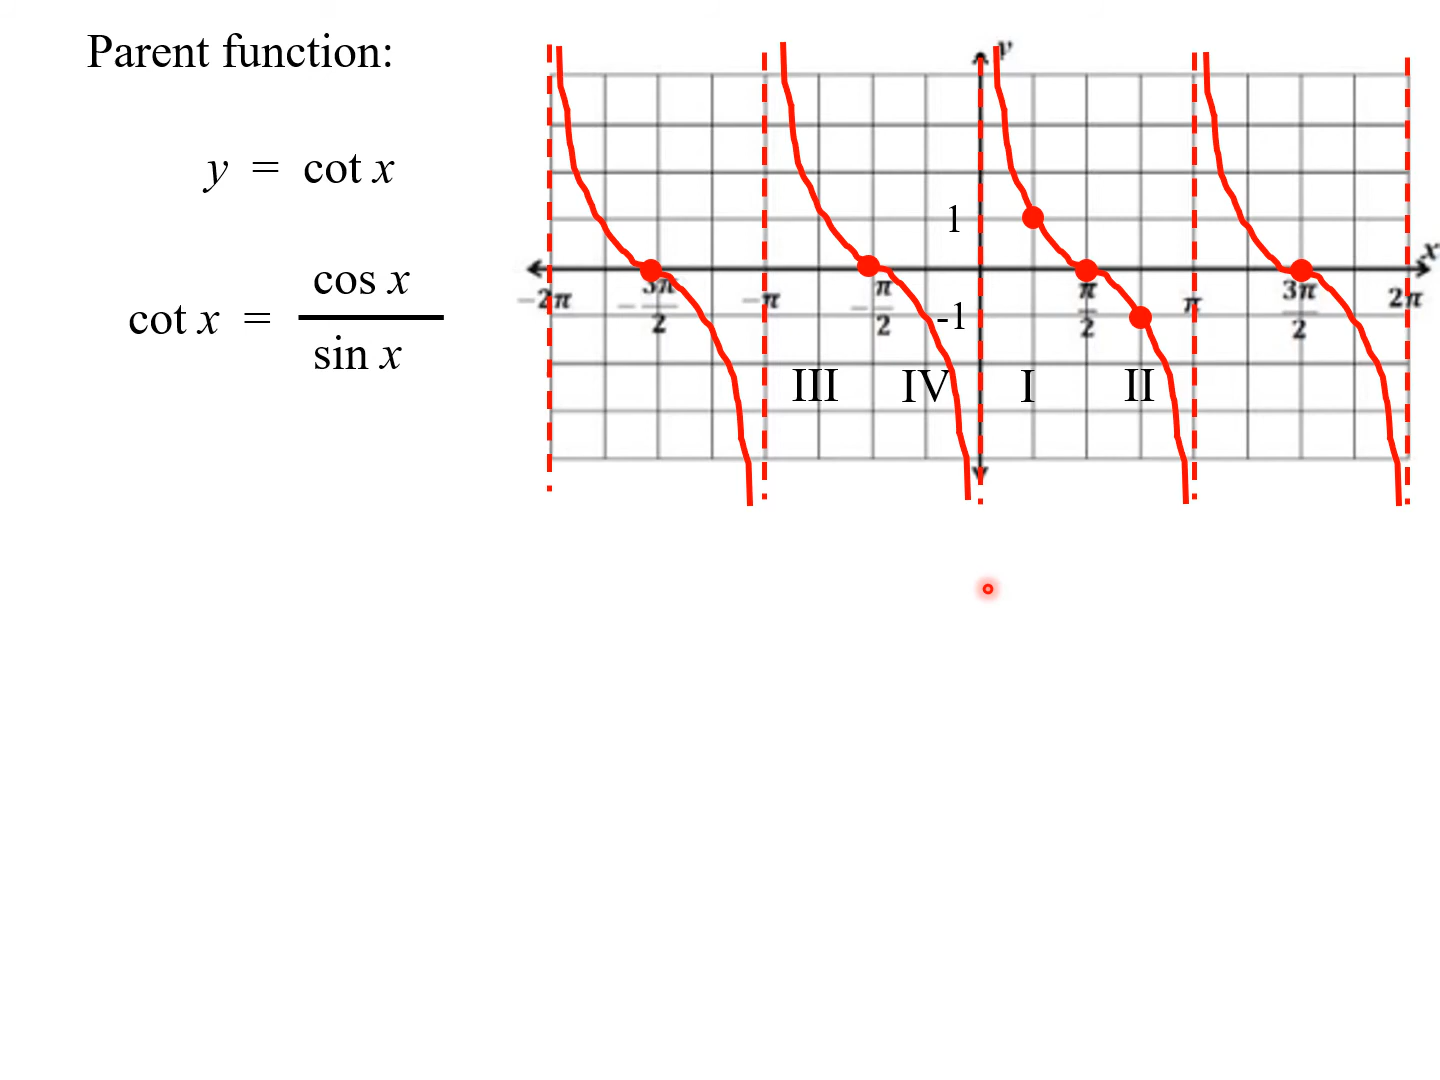 Parent function:
y = cot x
cot x = cos x / sin x
y
1
x
−2π −3π/2 −π −π/2 -1 π/2 π 3π/2 2π
III IV I II